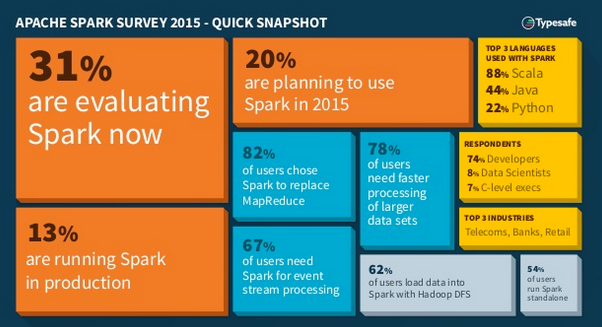 APACHE SPARK SURVEY 2015 - QUICK SNAPSHOT
Typesafe
31%
are evaluating
Spark now
20%
are planning to use
Spark in 2015
TOP 3 LANGUAGES
USED WITH SPARK
88% Scala
44% Java
22% Python
82%
of users chose
Spark to replace
MapReduce
78%
of users
need faster
processing
of larger
data sets
RESPONDENTS
74% Developers
8% Data Scientists
7% C-level execs
13%
are running Spark
in production
67%
of users need
Spark for event
stream processing
TOP 3 INDUSTRIES
Telecoms, Banks, Retail
62%
of users load data into
Spark with Hadoop DFS
54%
of users
run Spark
standalone